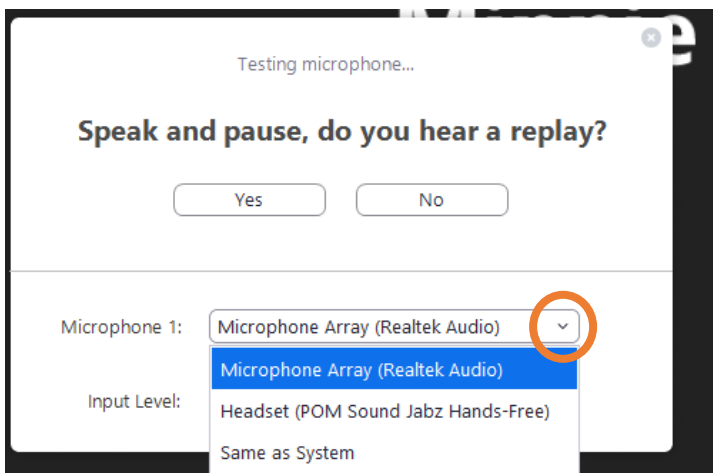 Minnie
Testing microphone...
Speak and pause, do you hear a replay?
Yes
No
Microphone 1:
Microphone Array (Realtek Audio)
Microphone Array (Realtek Audio)
Input Level:
Headset (POM Sound Jabz Hands-Free)
Same as System